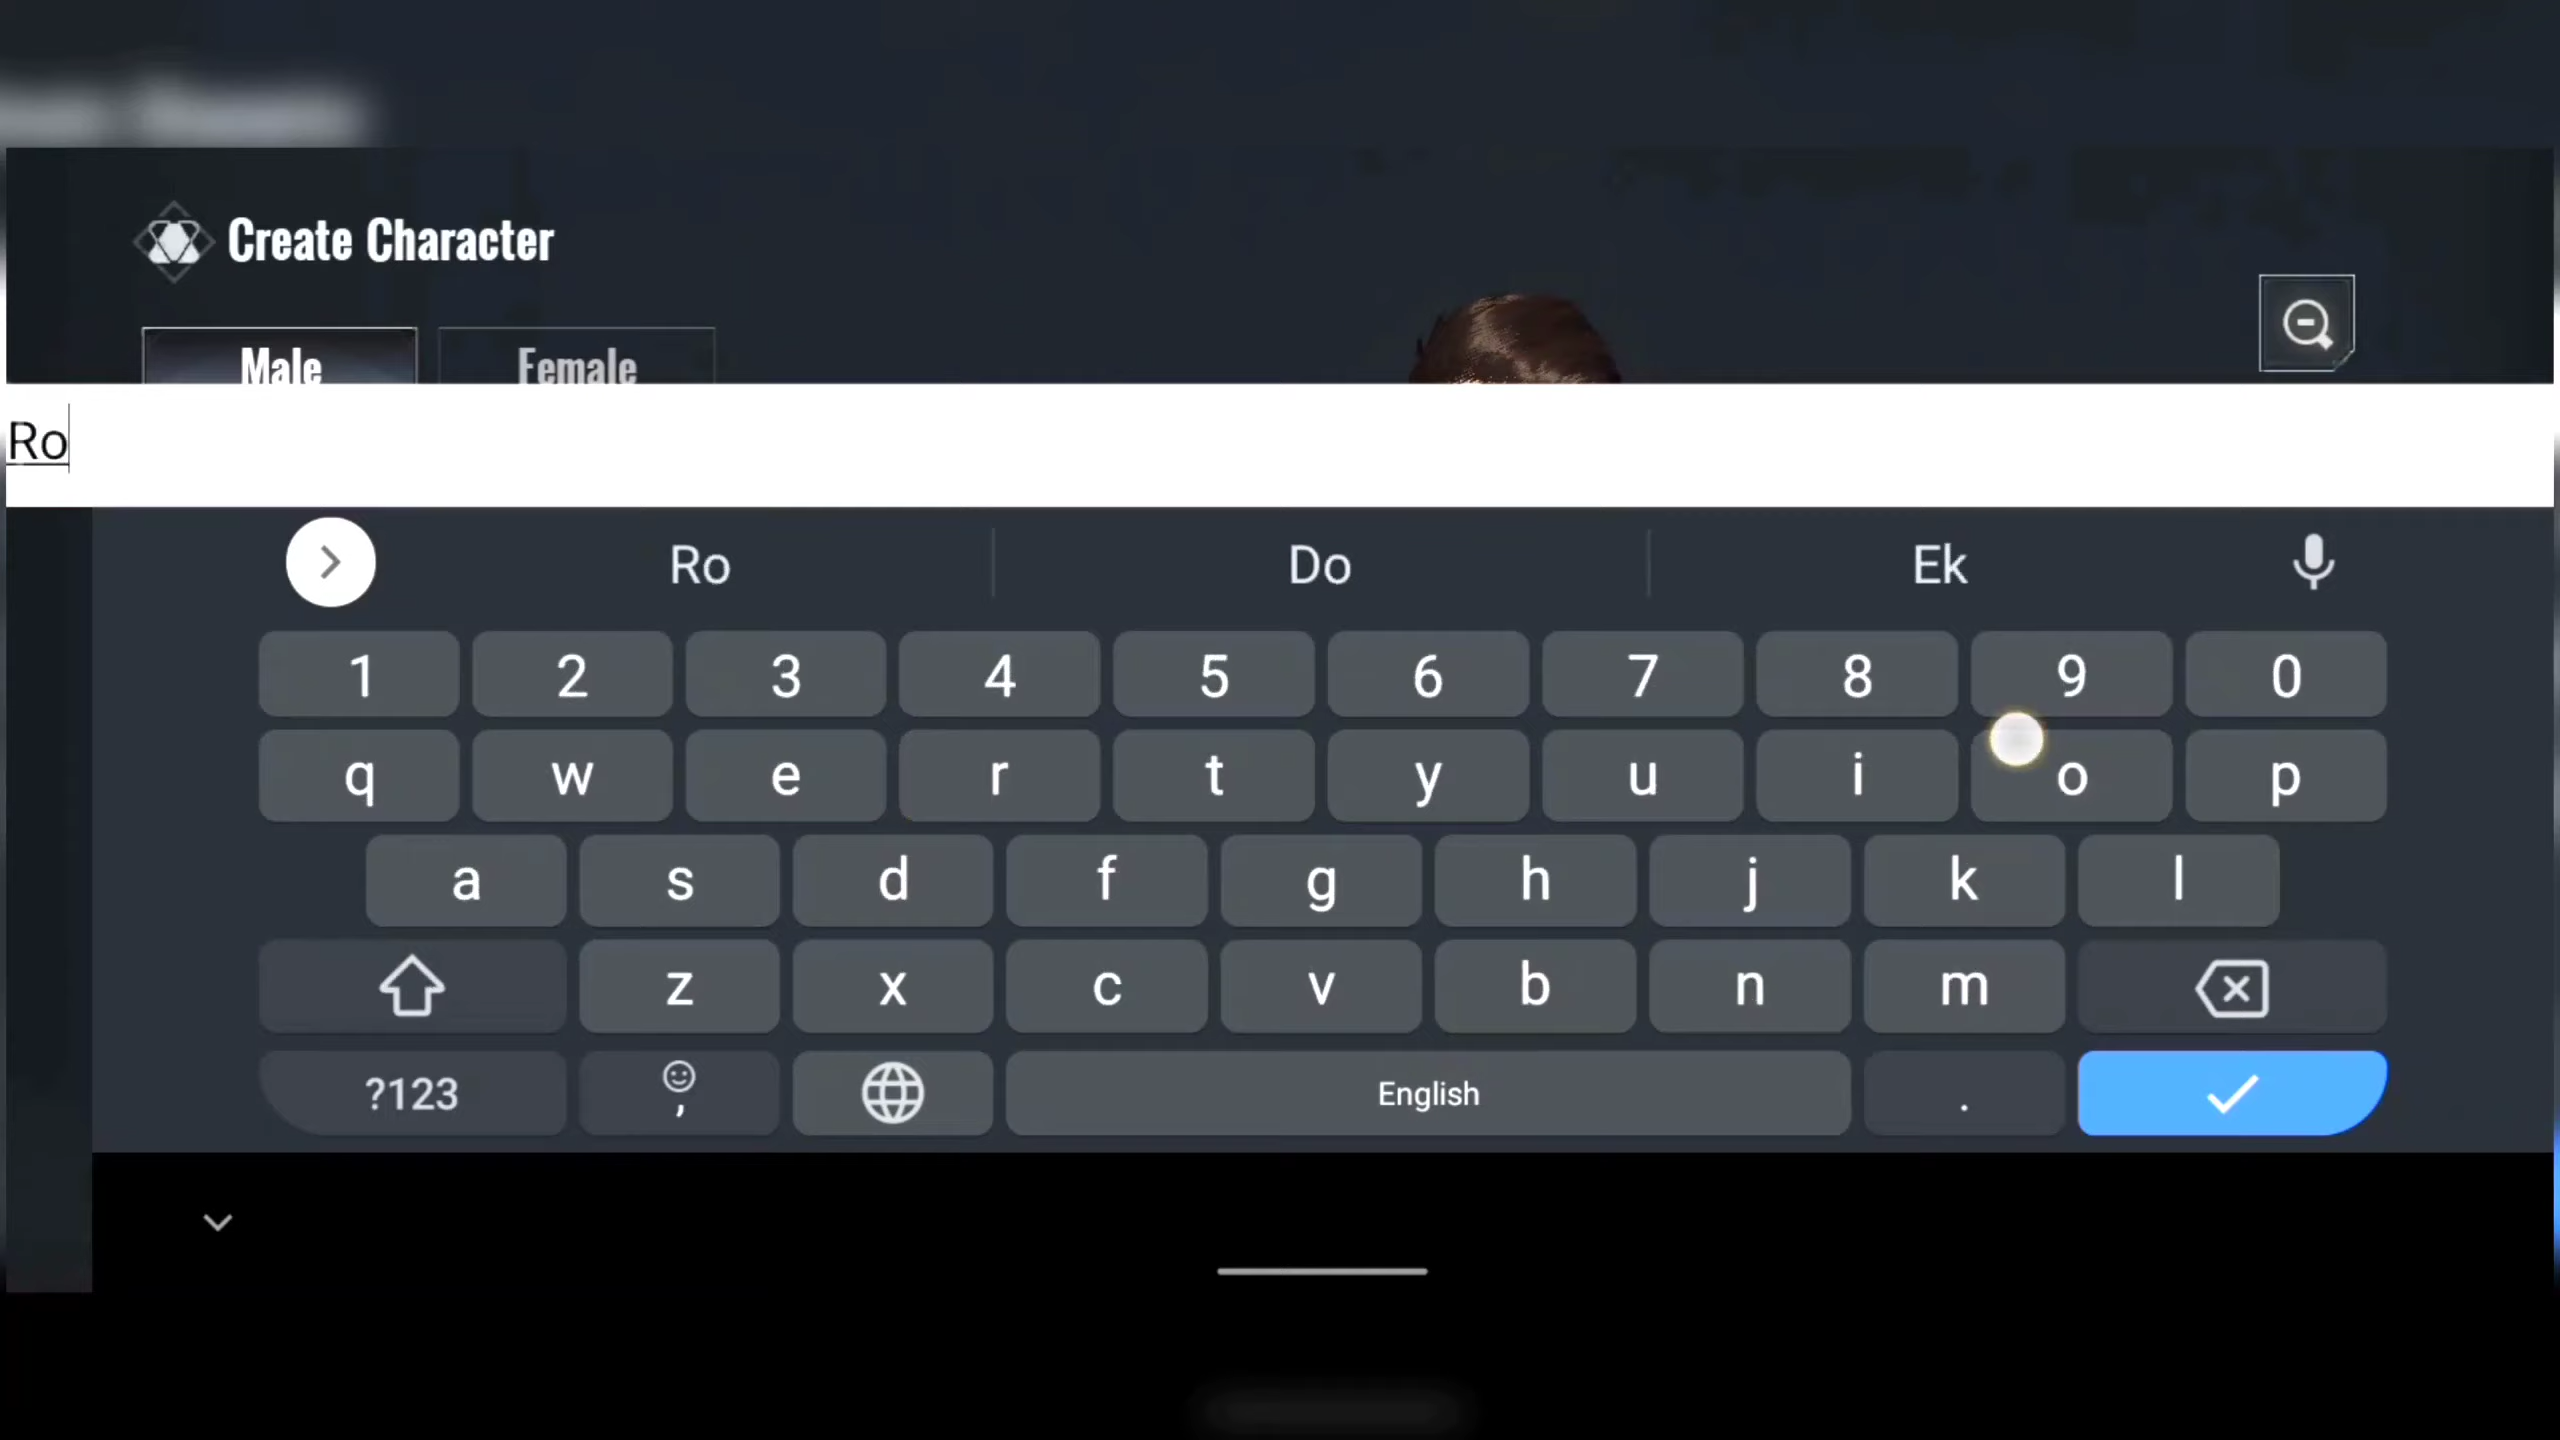 Create Character
Male Female
Ro
Ro Do Ek
1 2 3 4 5 6 7 8 9 0
q w e r t y u i o p
a s d f g h j k l
z x c v b n m
?123 , English .